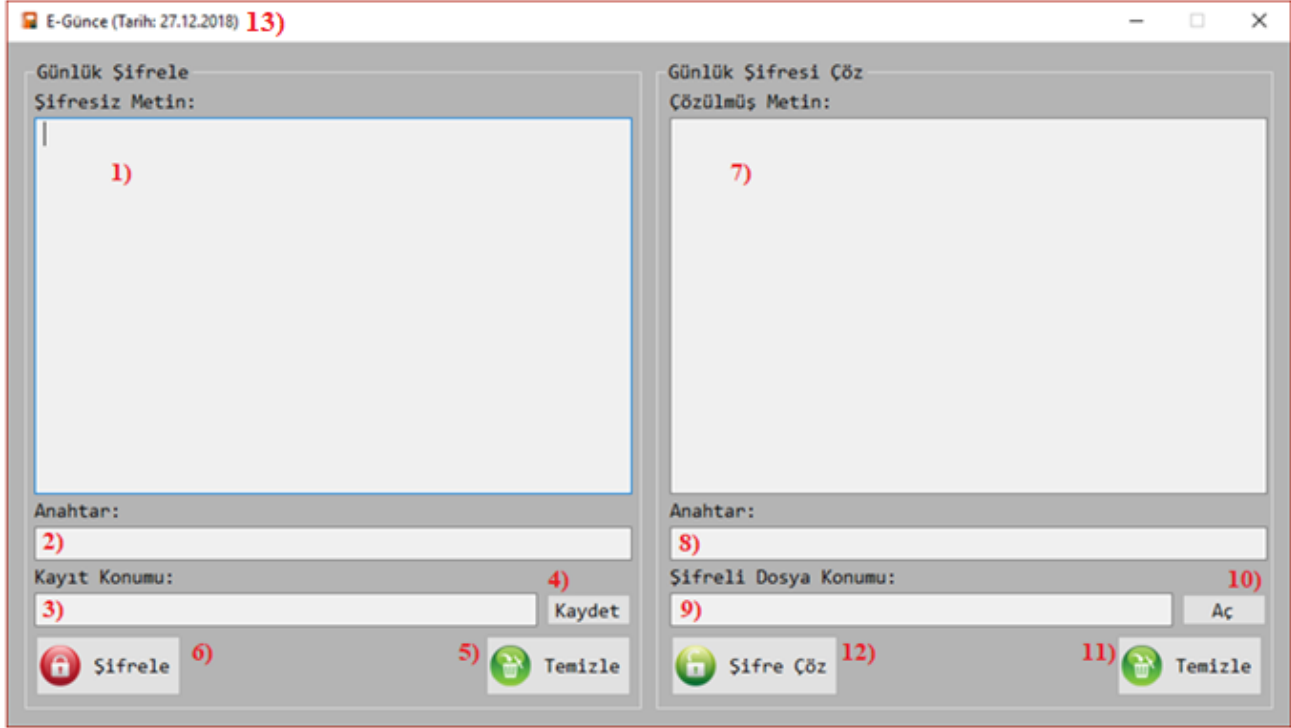 E-Günce (Tarih: 27.12.2018) 13)
Günlük Şifrele
Şifresiz Metin:
1)
Anahtar:
2)
Kayıt Konumu:
4)
3)
Kaydet
Şifrele
6)
5)
Temizle
Günlük Şifresi Çöz
Çözülmüş Metin:
7)
Anahtar:
8)
Şifreli Dosya Konumu:
10)
9)
Aç
Şifre Çöz
12)
11)
Temizle